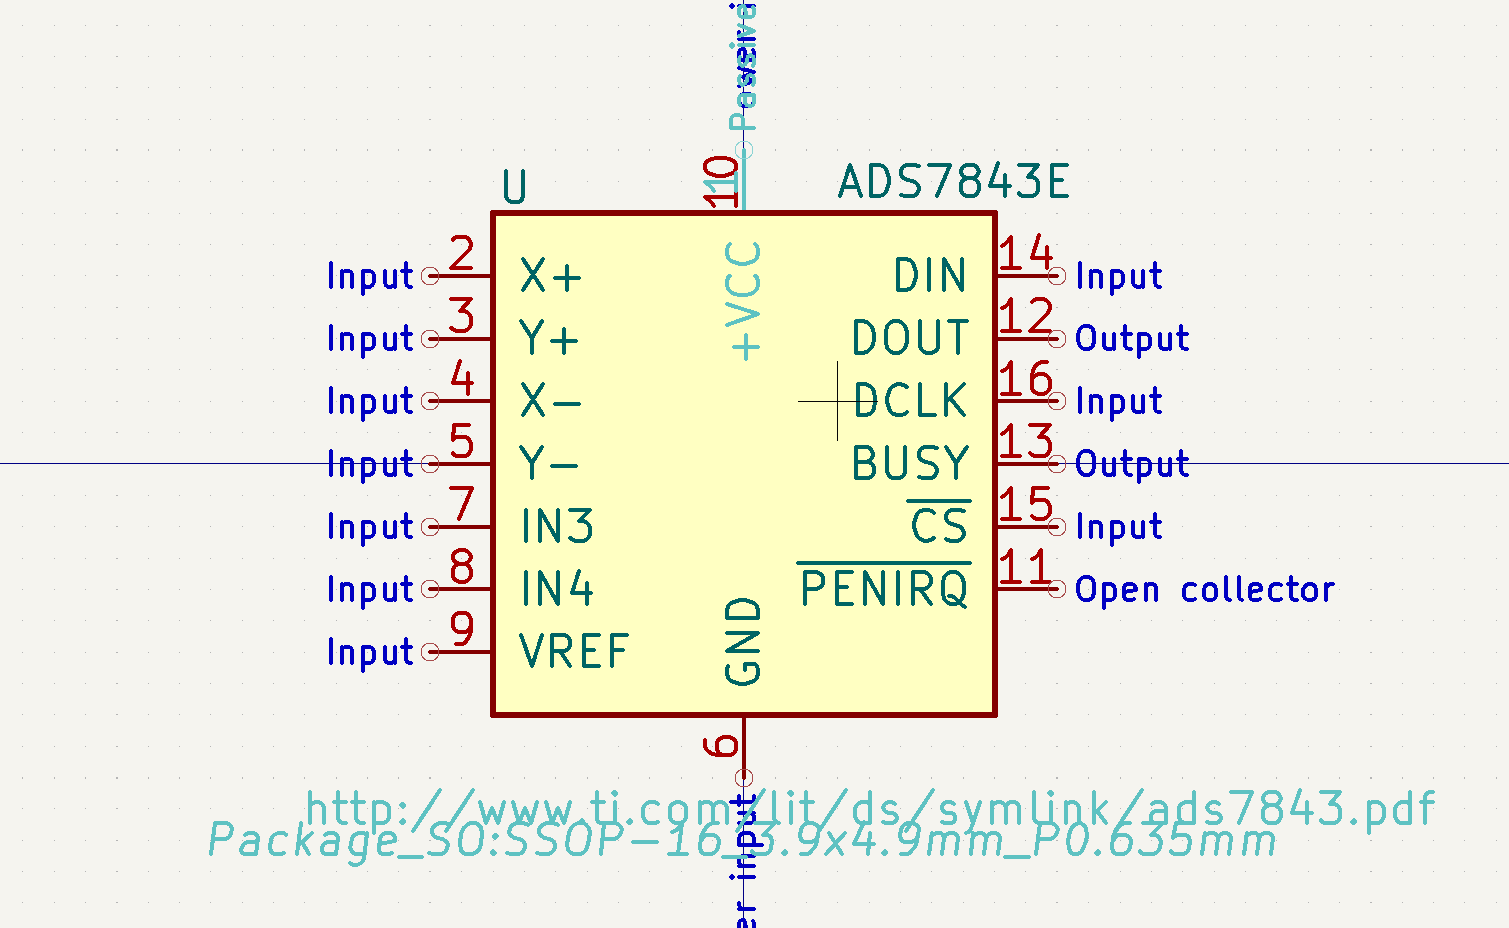 Passive
U
10
1
ADS7843E
Input 2 X+
+VCC
DIN 14 Input
Input 3 Y+
DOUT 12 Output
Input 4 X-
DCLK 16 Input
Input 5 Y-
BUSY 13 Output
Input 7 IN3
CS 15 Input
Input 8 IN4
PENIRQ 11 Open collector
Input 9 VREF
GND
6
http://www.ti.com/lit/ds/symlink/ads7843.pdf
Package_SO:SSOP-16_3.9x4.9mm_P0.635mm
input